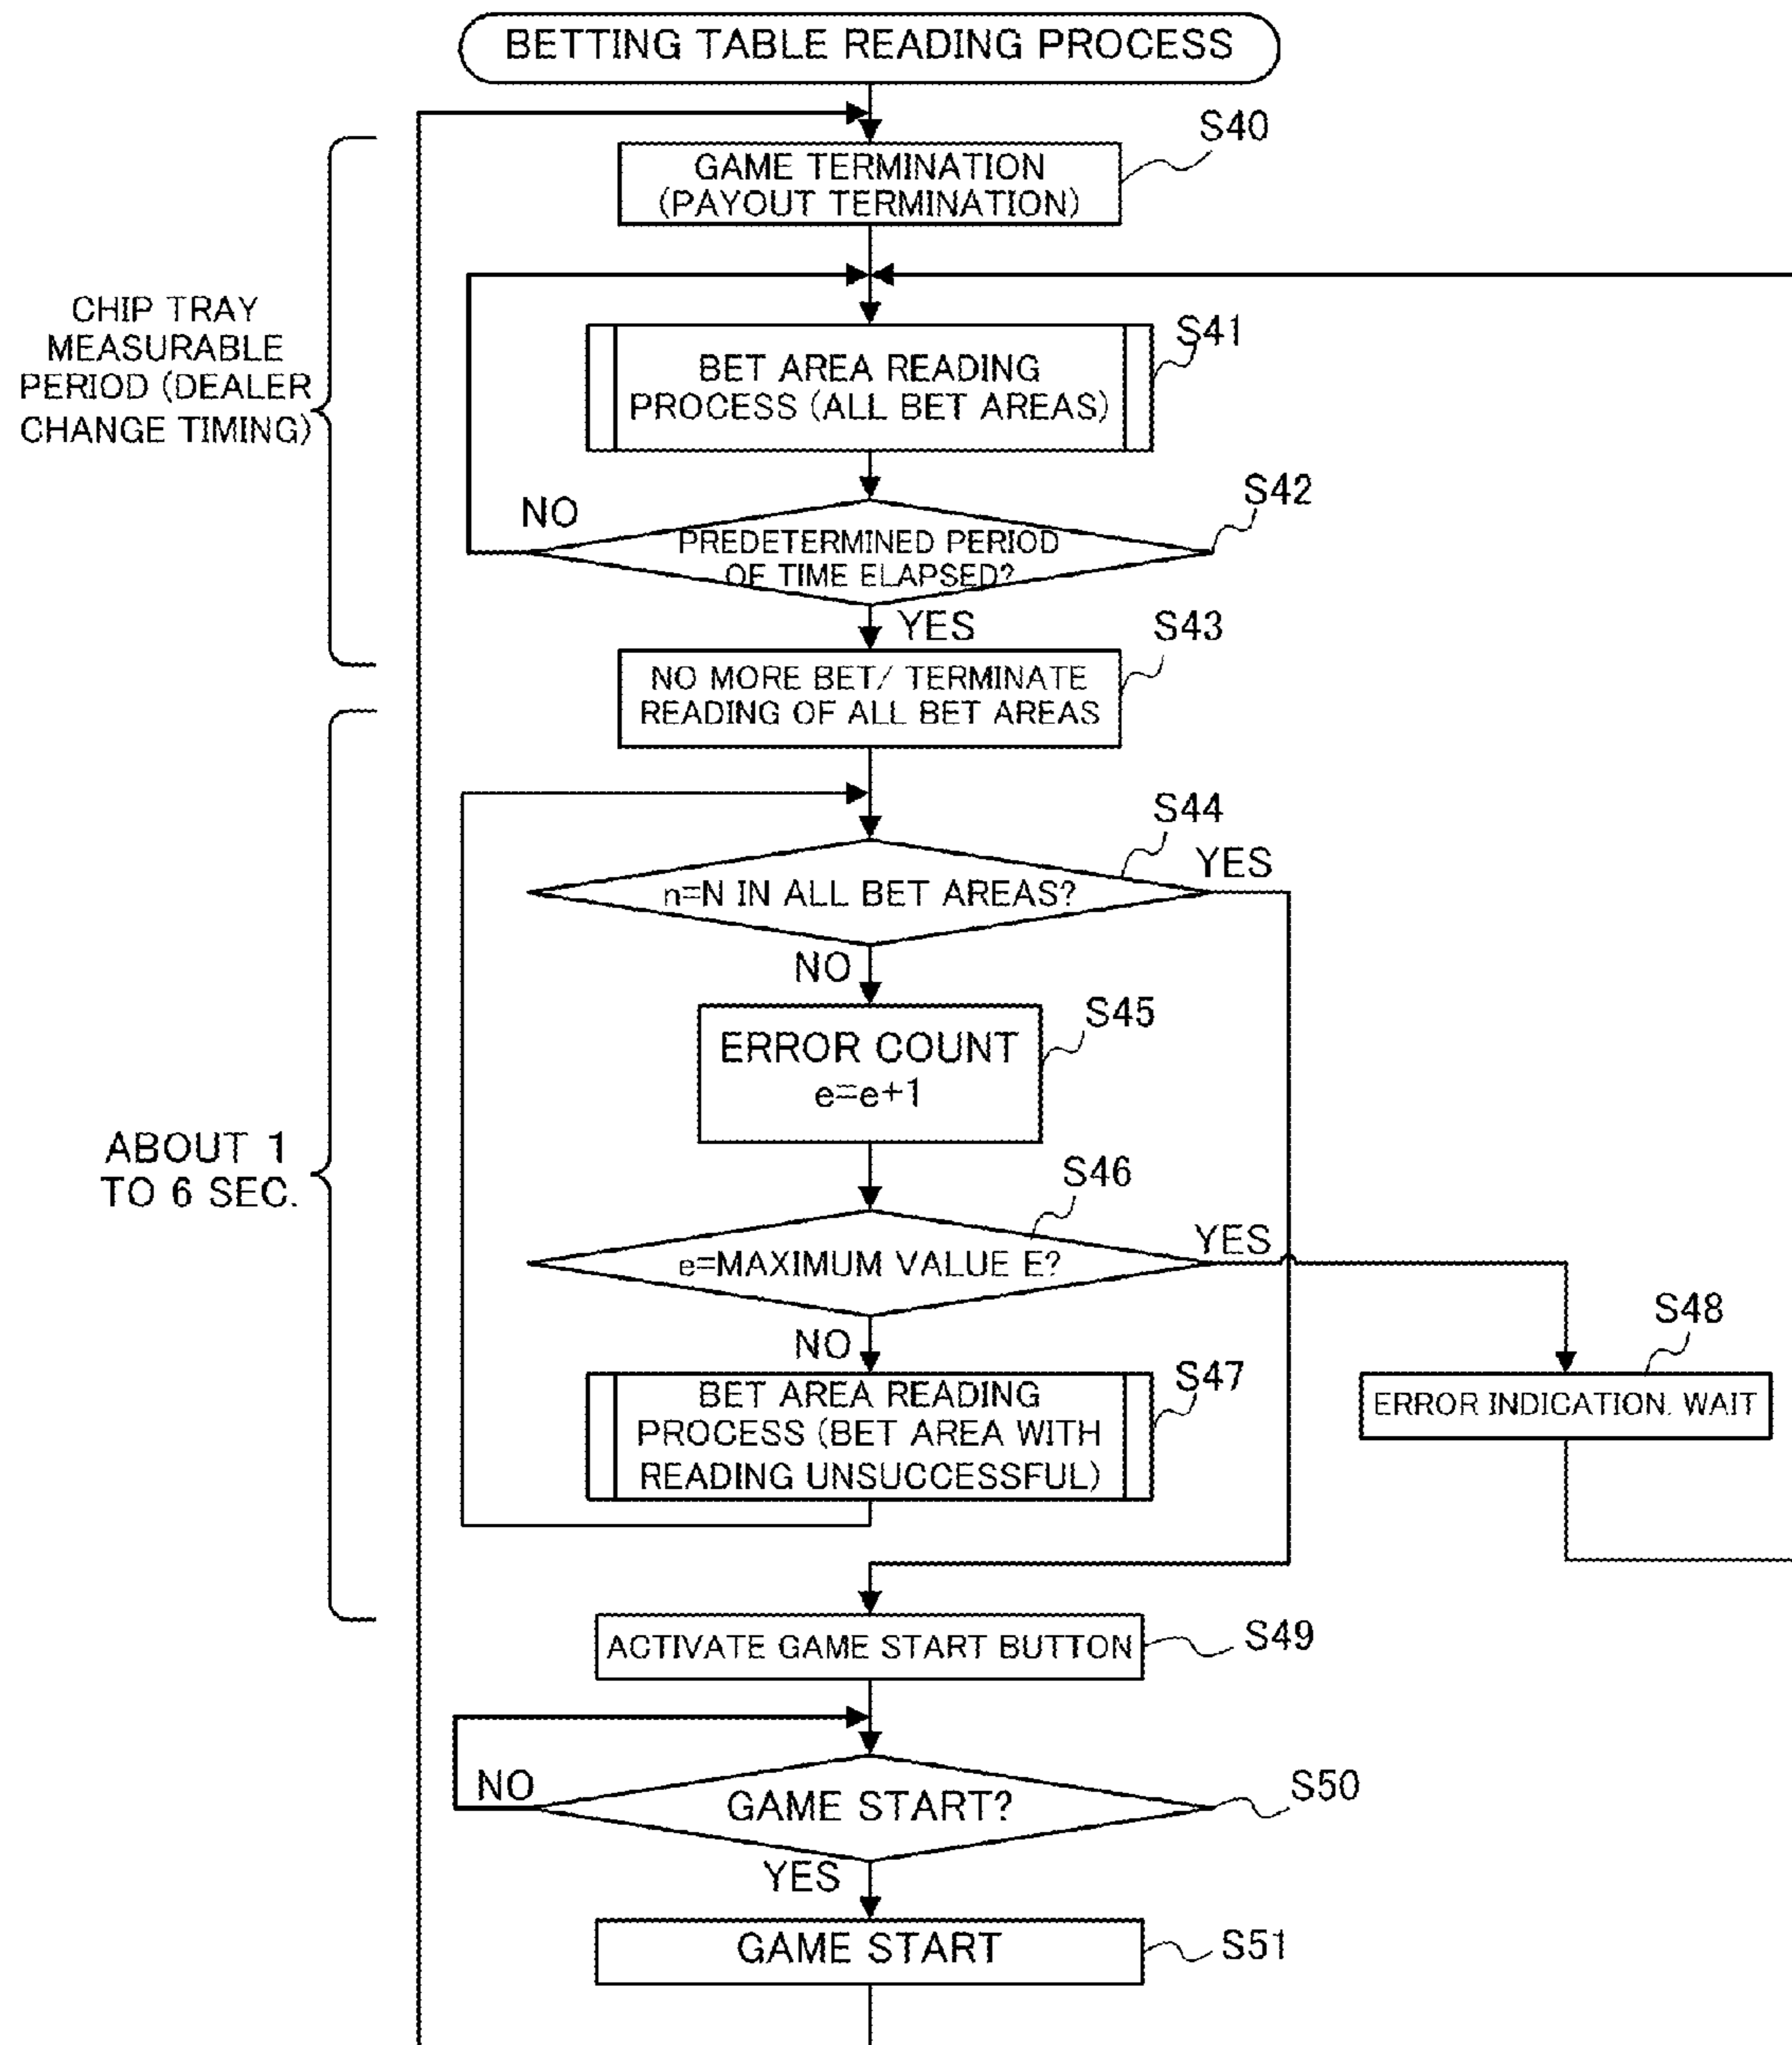 BETTING TABLE READING PROCESS
S40
GAME TERMINATION
(PAYOUT TERMINATION)
CHIP TRAY
MEASURABLE
PERIOD (DEALER
CHANGE TIMING)
S41
BET AREA READING
PROCESS (ALL BET AREAS)
S42
NO
PREDETERMINED PERIOD
OF TIME ELAPSED?
YES
S43
NO MORE BET/ TERMINATE
READING OF ALL BET AREAS
S44
YES
n=N IN ALL BET AREAS?
NO
S45
ERROR COUNT
e=e+1
ABOUT 1
TO 6 SEC.
S46
YES
e=MAXIMUM VALUE E?
NO
S48
ERROR INDICATION. WAIT
S47
BET AREA READING
PROCESS (BET AREA WITH
READING UNSUCCESSFUL)
S49
ACTIVATE GAME START BUTTON
S50
NO
GAME START?
YES
GAME START
S51